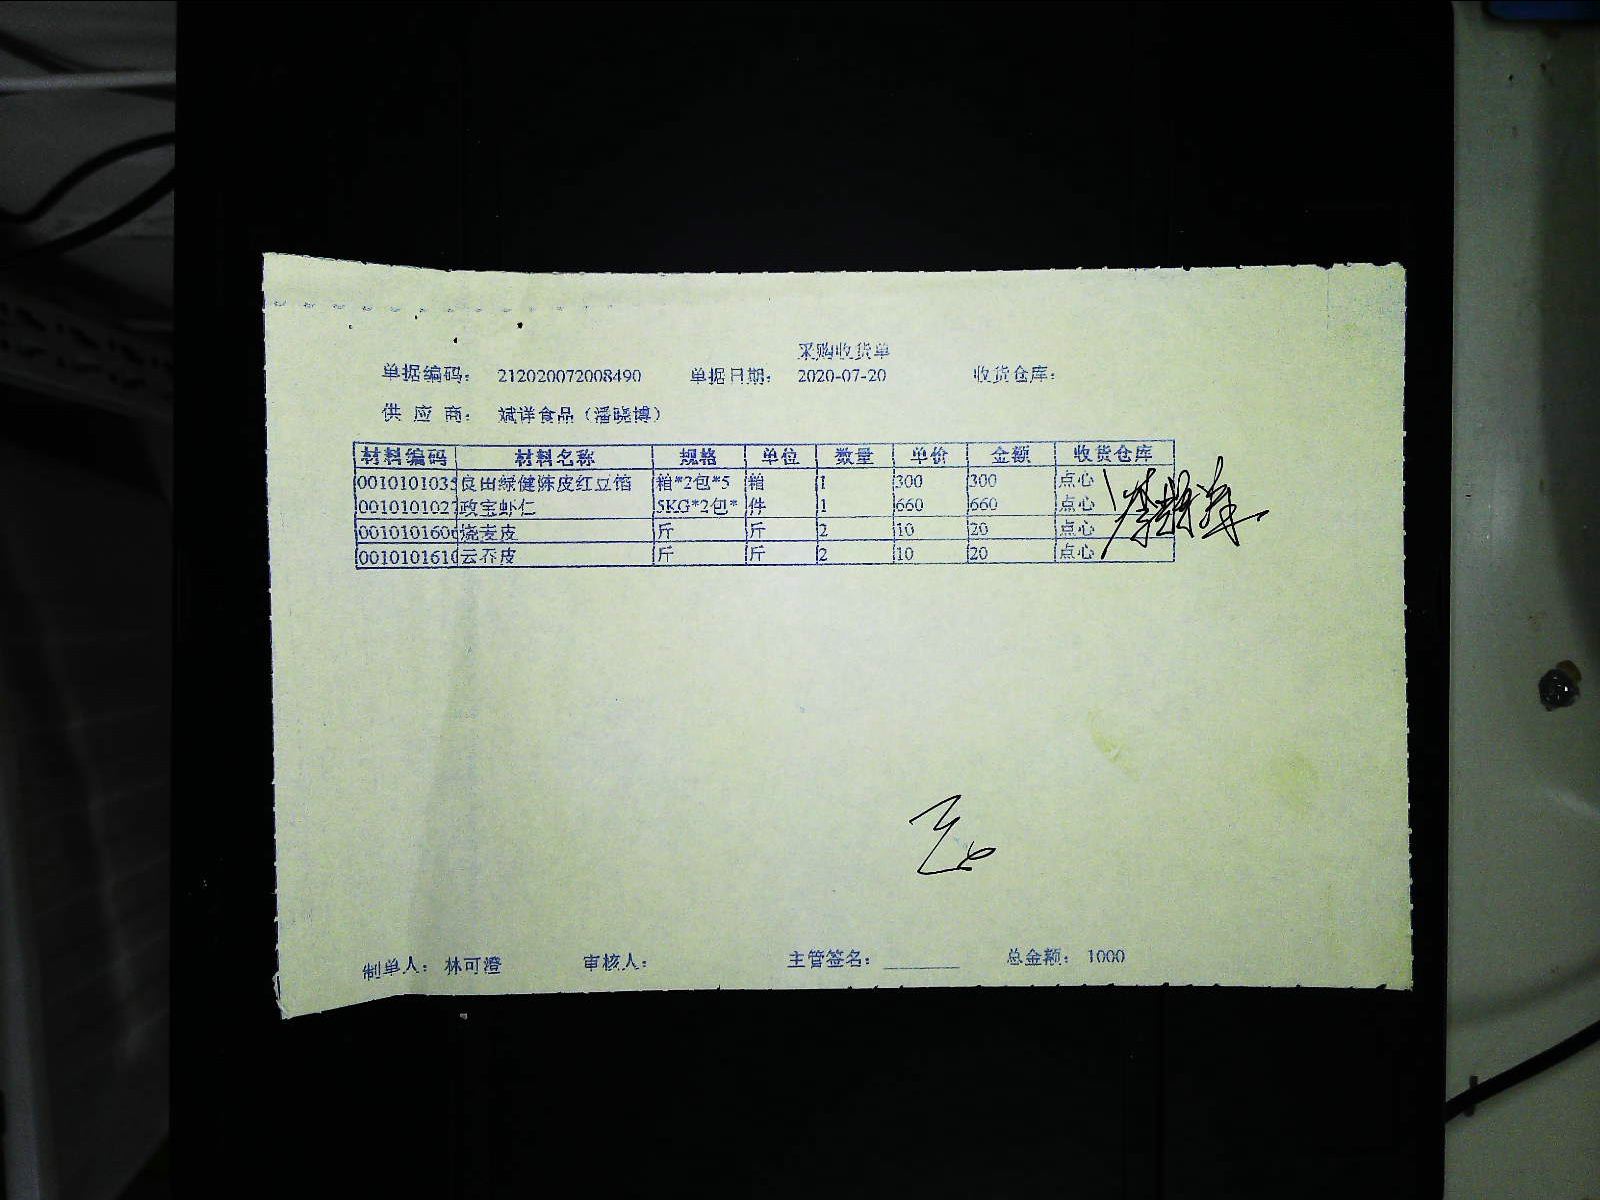 采购收货单
单据编码: 212020072008490 单据日期: 2020-07-20 收货仓库:
供 应 商: 斌详食品（潘晓博）
材料编码 材料名称 规格 单位 数量 单价 金额 收货仓库
0010101035 良田绿健陈皮红豆馅 箱*2包*5 箱 1 300 300 点心
0010101027 政宝虾仁 5KG*2包* 件 1 660 660 点心
0010101606 烧麦皮 斤 斤 2 10 20 点心
0010101610 云吞皮 斤 斤 2 10 20 点心
制单人: 林可澄 审核人: 主管签名: 总金额: 1000